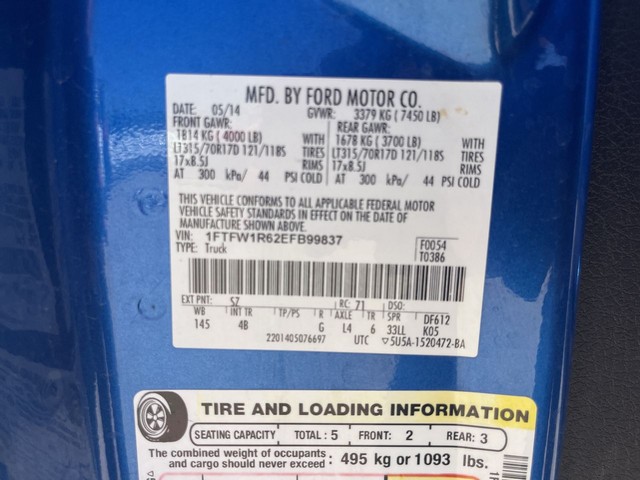 MFD. BY FORD MOTOR CO.
DATE: 05/14 GVWR: 3379 KG ( 7450 LB)
FRONT GAWR: REAR GAWR:
1814 KG ( 4000 LB) WITH 1678 KG ( 3700 LB) WITH
LT315/70R17D 121/118S TIRES LT315/70R17D 121/118S TIRES
17x8.5J RIMS 17x8.5J RIMS
AT 300 kPa/ 44 PSI COLD AT 300 kPa/ 44 PSI COLD
THIS VEHICLE CONFORMS TO ALL APPLICABLE FEDERAL MOTOR
VEHICLE SAFETY STANDARDS IN EFFECT ON THE DATE OF
MANUFACTURE SHOWN ABOVE.
VIN: 1FTFW1R62EFB99837 F0054
TYPE: Truck T0386
EXT PNT: SZ RC: 71 DSO:
WB INT TR TP/PS R AXLE TR SPR DF612
145 4B G L4 6 33LL K05
2201405076697 UTC ▽5U5A-1520472-BA
TIRE AND LOADING INFORMATION
SEATING CAPACITY TOTAL : 5 FRONT: 2 REAR: 3
The combined weight of occupants
and cargo should never exceed : 495 kg or 1093 lbs.